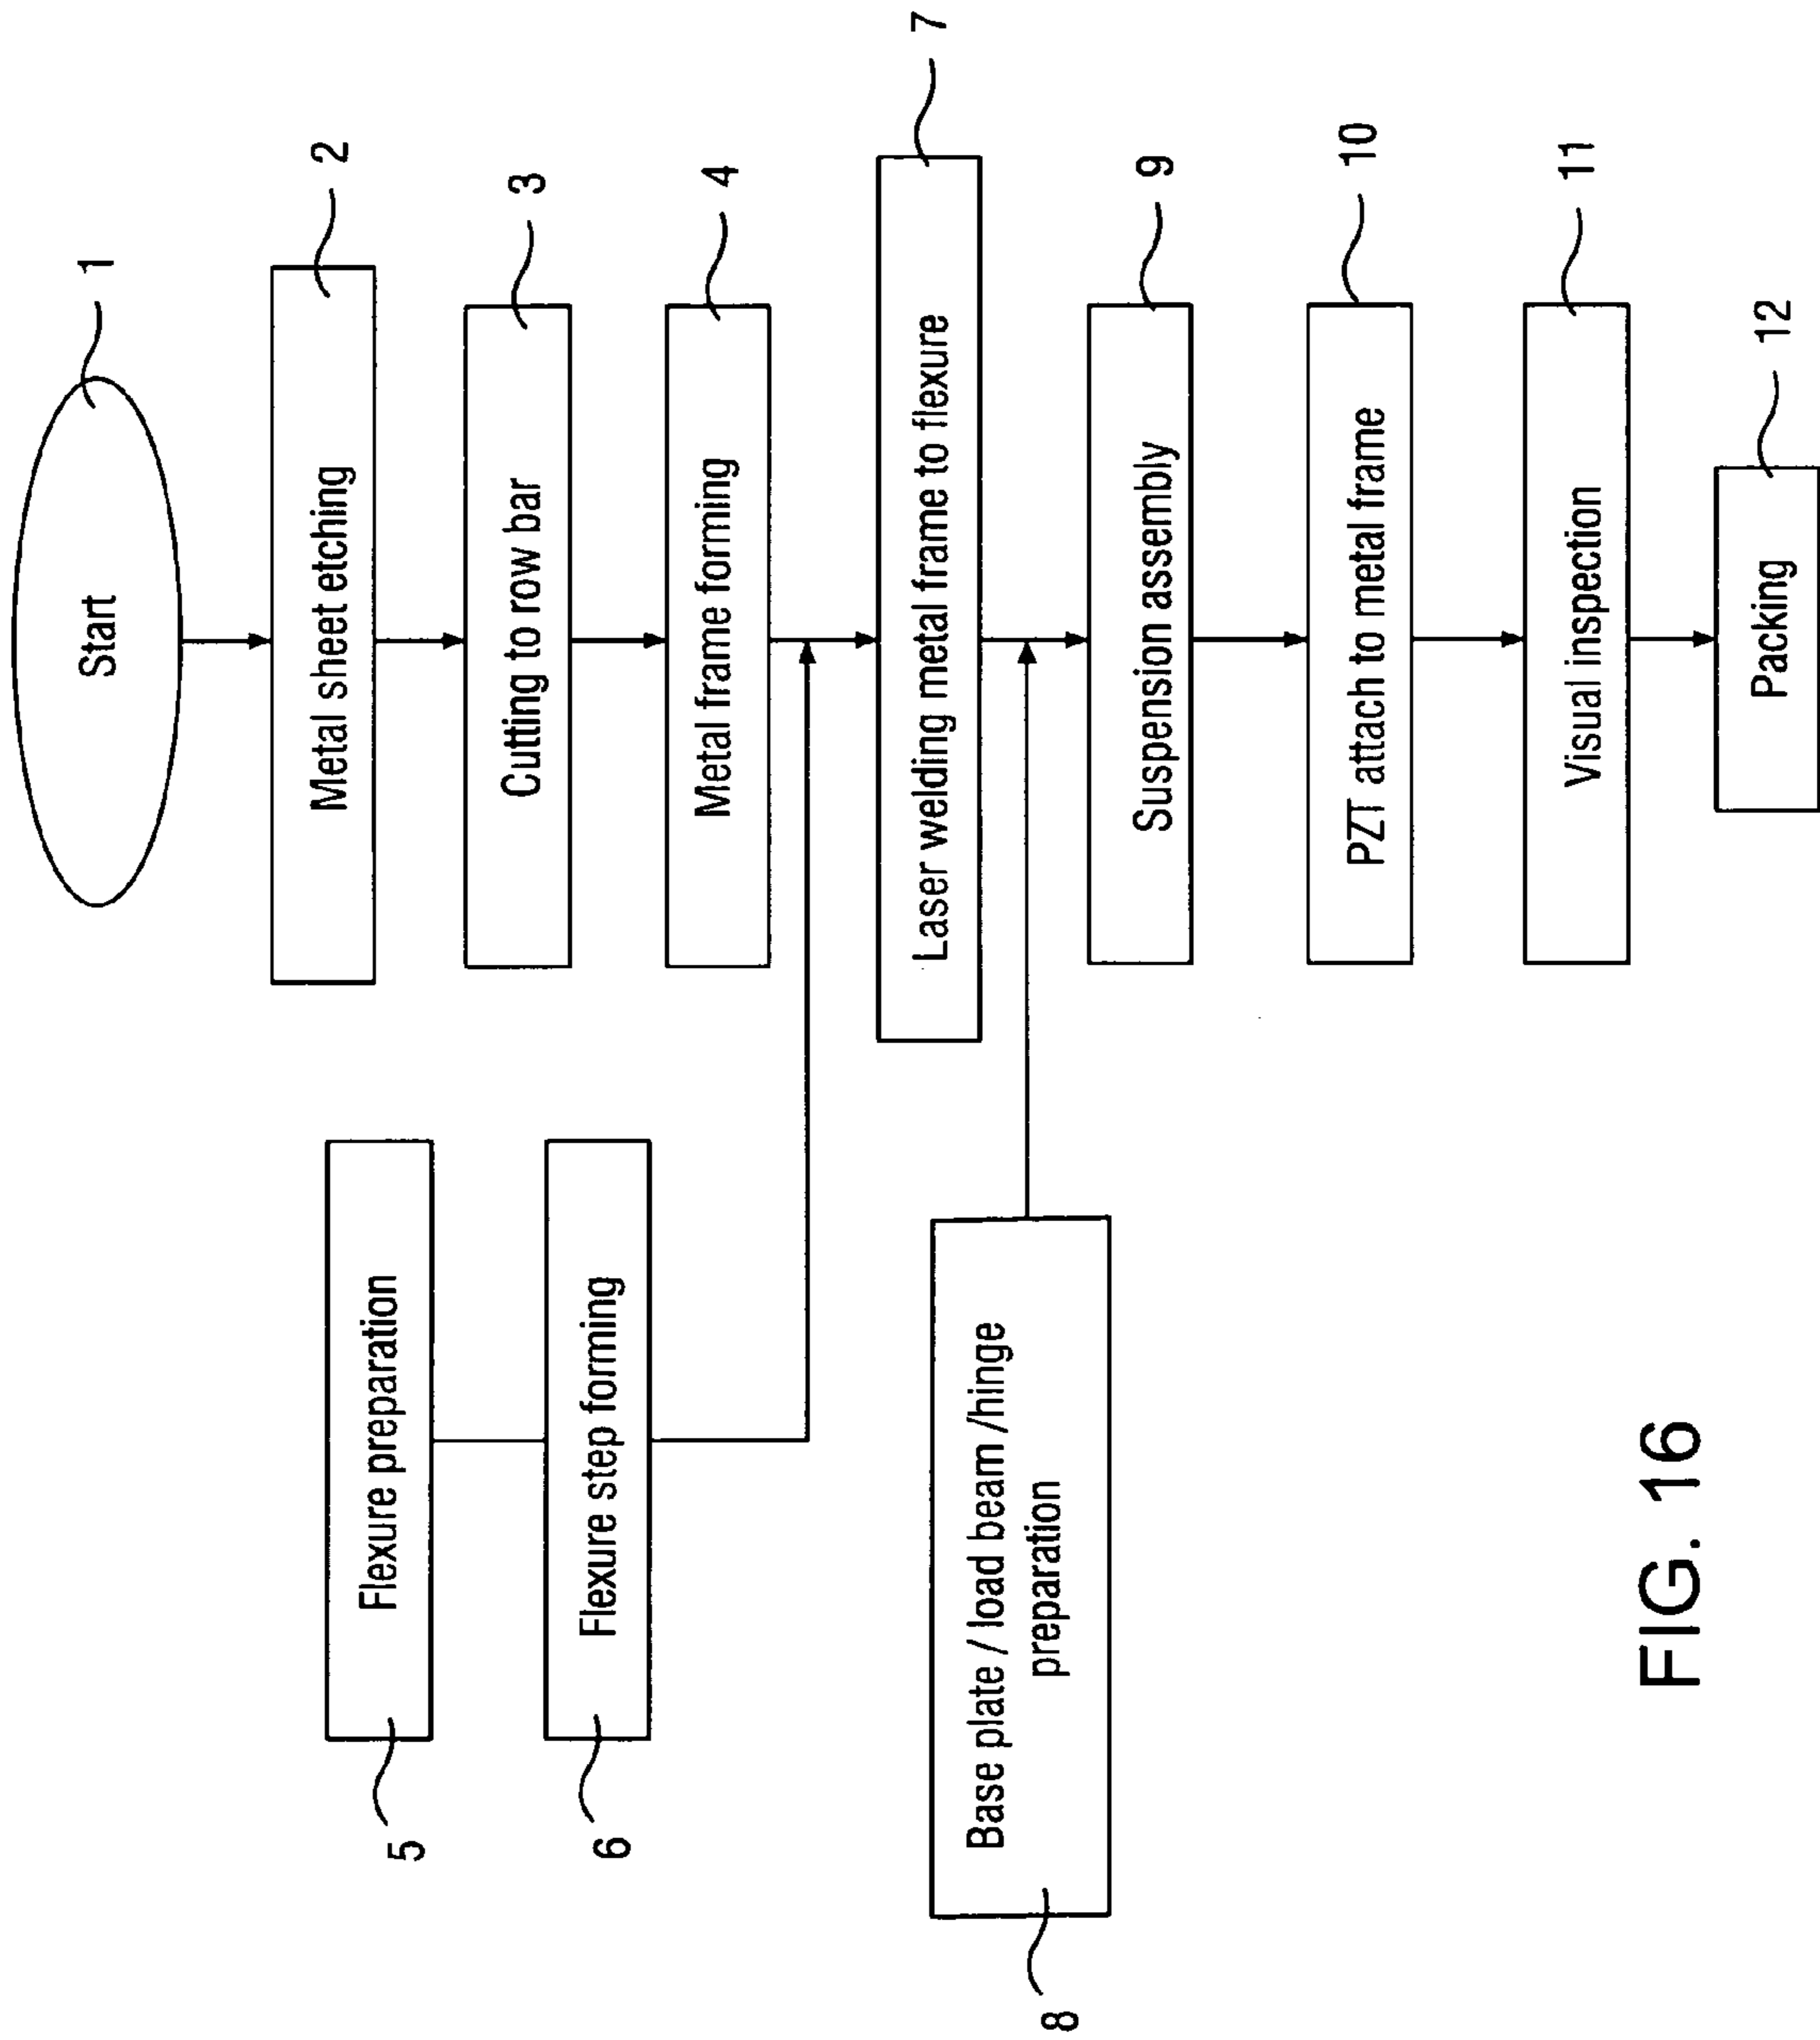 Start
1
Metal sheet etching
2
Cutting to row bar
3
Metal frame forming
4
Flexure preparation
5
Flexure step forming
6
Laser welding metal frame to flexure
7
Base plate / load beam /hinge
preparation
8
Suspension assembly
9
PZT attach to metal frame
10
Visual inspection
11
Packing
12
FIG. 16